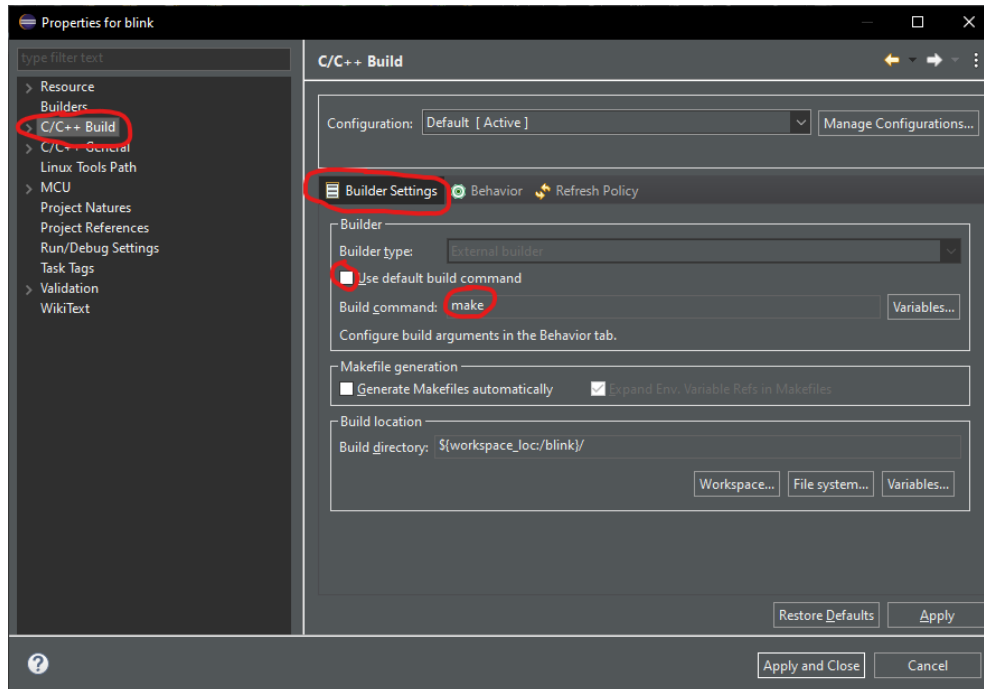 Properties for blink
type filter text
Resource
Builders
C/C++ Build
C/C++ General
Linux Tools Path
MCU
Project Natures
Project References
Run/Debug Settings
Task Tags
Validation
WikiText
C/C++ Build
Configuration: Default [ Active ] Manage Configurations...
Builder Settings Behavior Refresh Policy
Builder
Builder type: External builder
Use default build command
Build command: make Variables...
Configure build arguments in the Behavior tab.
Makefile generation
Generate Makefiles automatically Expand Env. Variable Refs in Makefiles
Build location
Build directory: ${workspace_loc:/blink}/
Workspace... File system... Variables...
Restore Defaults Apply
? Apply and Close Cancel